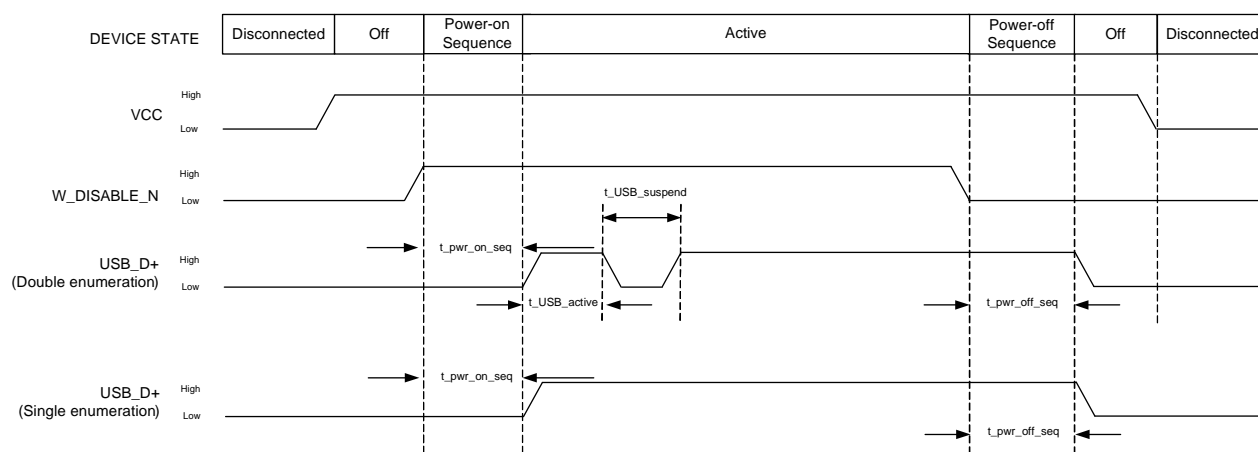 DEVICE STATE
Disconnected
Off
Power-on
Sequence
Active
Power-off
Sequence
Off
Disconnected
VCC
High
Low
W_DISABLE_N
High
Low
t_USB_suspend
USB_D+
(Double enumeration)
High
Low
t_pwr_on_seq
t_USB_active
t_pwr_off_seq
USB_D+
(Single enumeration)
High
Low
t_pwr_on_seq
t_pwr_off_seq